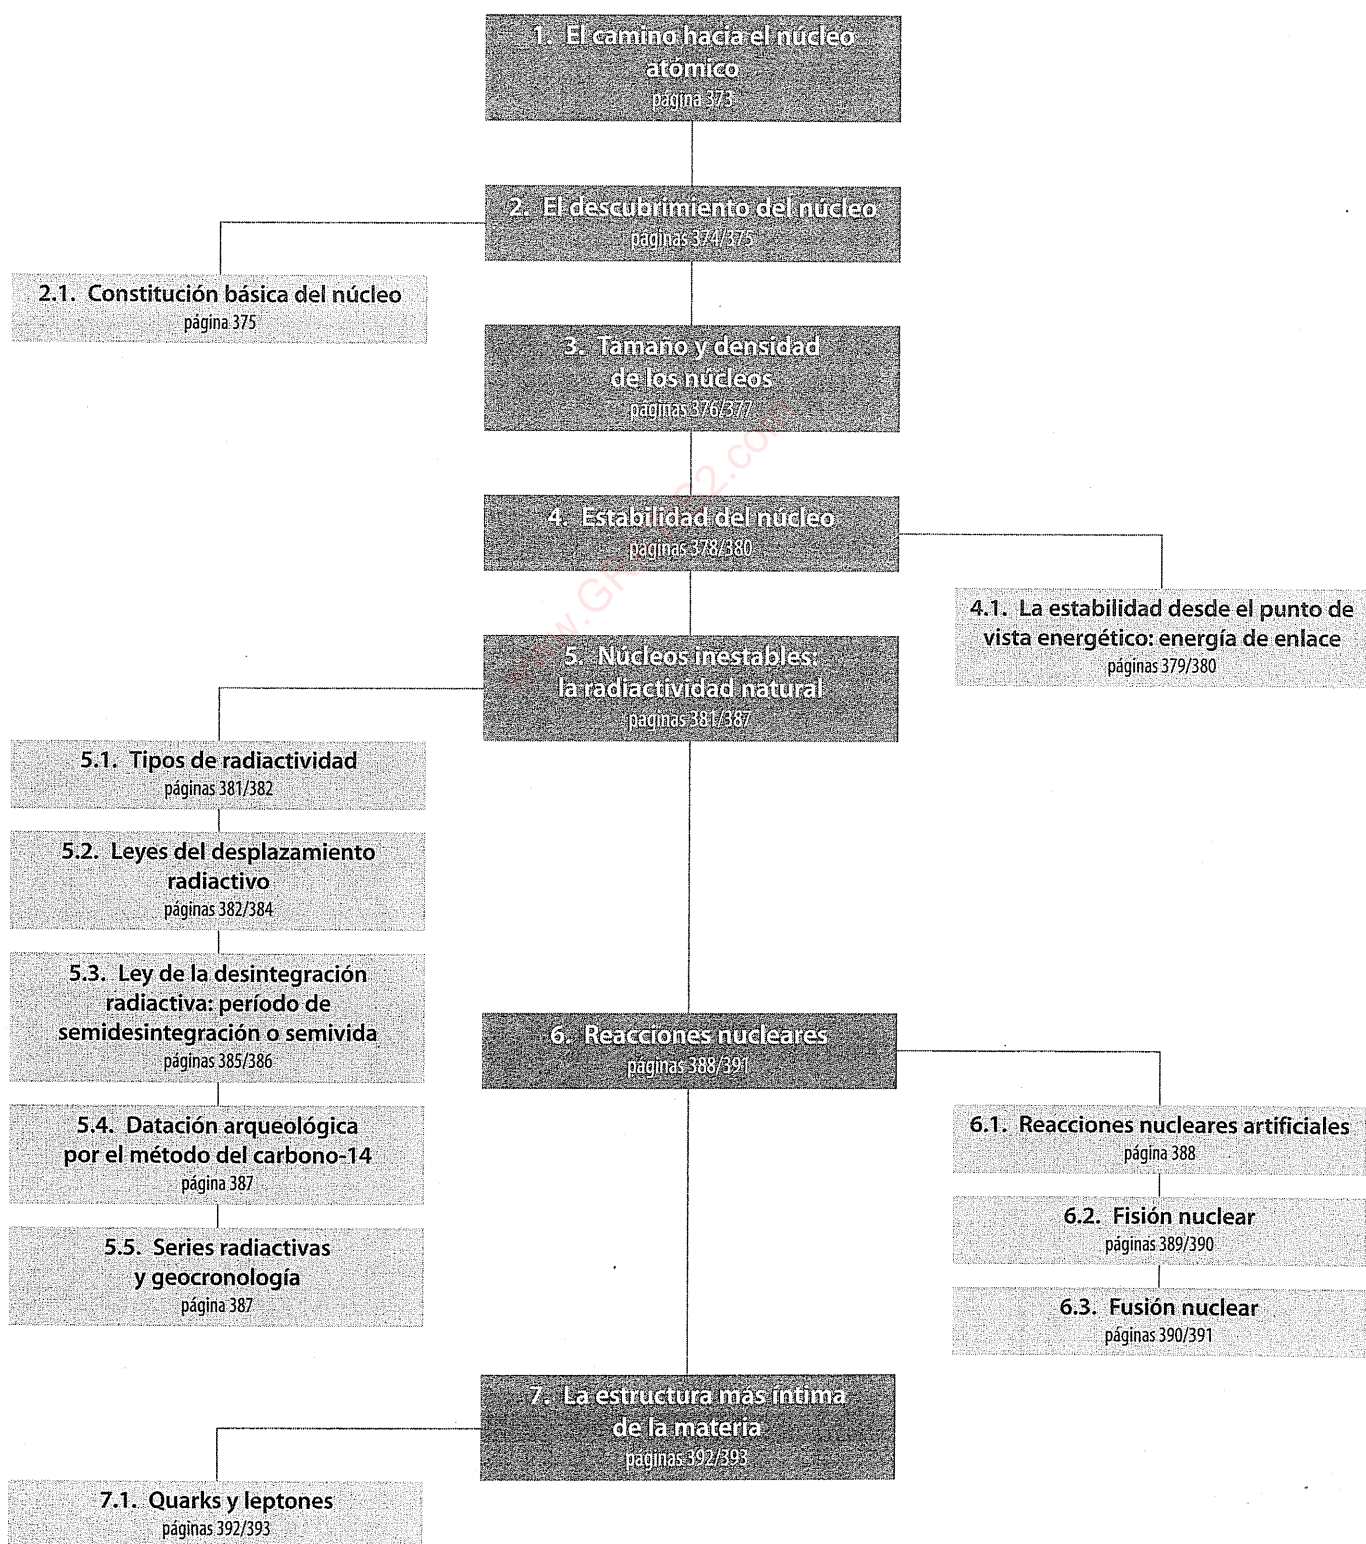 1. El camino hacia el núcleo
atómico
página 373
2. El descubrimiento del núcleo
páginas 374/375
2.1. Constitución básica del núcleo
página 375
3. Tamaño y densidad
de los núcleos
páginas 376/377
4. Estabilidad del núcleo
páginas 378/380
4.1. La estabilidad desde el punto de
vista energético: energía de enlace
páginas 379/380
5. Núcleos inestables:
la radiactividad natural
páginas 381/387
5.1. Tipos de radiactividad
páginas 381/382
5.2. Leyes del desplazamiento
radiactivo
páginas 382/384
5.3. Ley de la desintegración
radiactiva: período de
semidesintegración o semivida
páginas 385/386
5.4. Datación arqueológica
por el método del carbono-14
página 387
5.5. Series radiactivas
y geocronología
página 387
6. Reacciones nucleares
páginas 388/391
6.1. Reacciones nucleares artificiales
página 388
6.2. Fisión nuclear
páginas 389/390
6.3. Fusión nuclear
páginas 390/391
7. La estructura más íntima
de la materia
páginas 392/393
7.1. Quarks y leptones
páginas 392/393